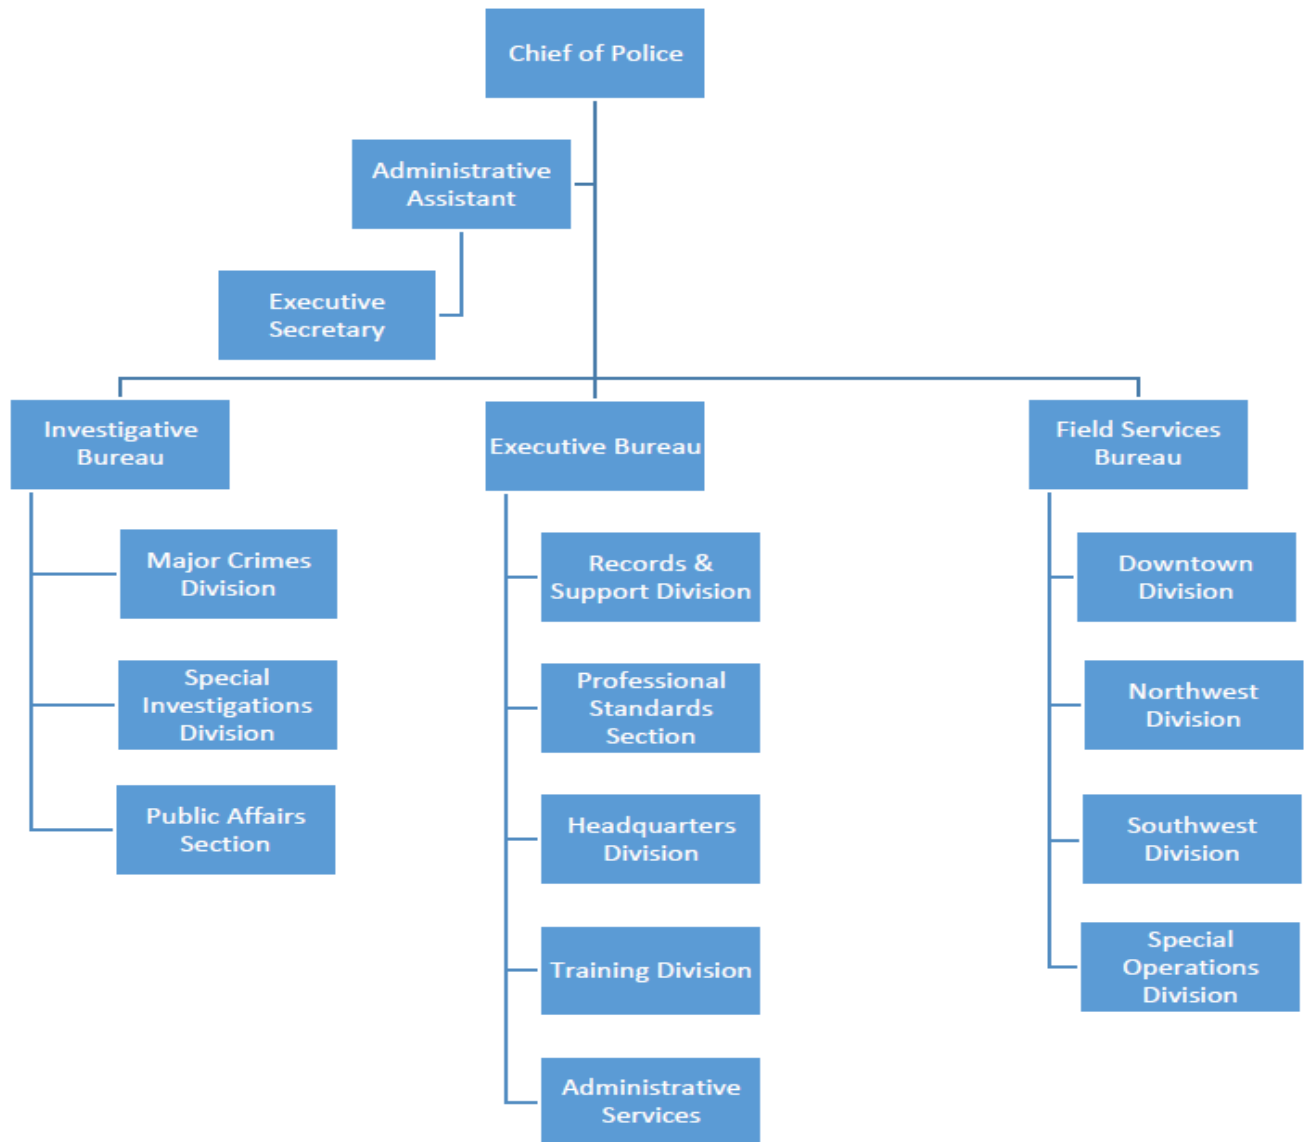 Chief of Police
Administrative
Assistant
Executive
Secretary
Investigative
Bureau
Executive Bureau
Field Services
Bureau
Major Crimes
Division
Special
Investigations
Division
Public Affairs
Section
Records &
Support Division
Professional
Standards
Section
Headquarters
Division
Training Division
Administrative
Services
Downtown
Division
Northwest
Division
Southwest
Division
Special
Operations
Division